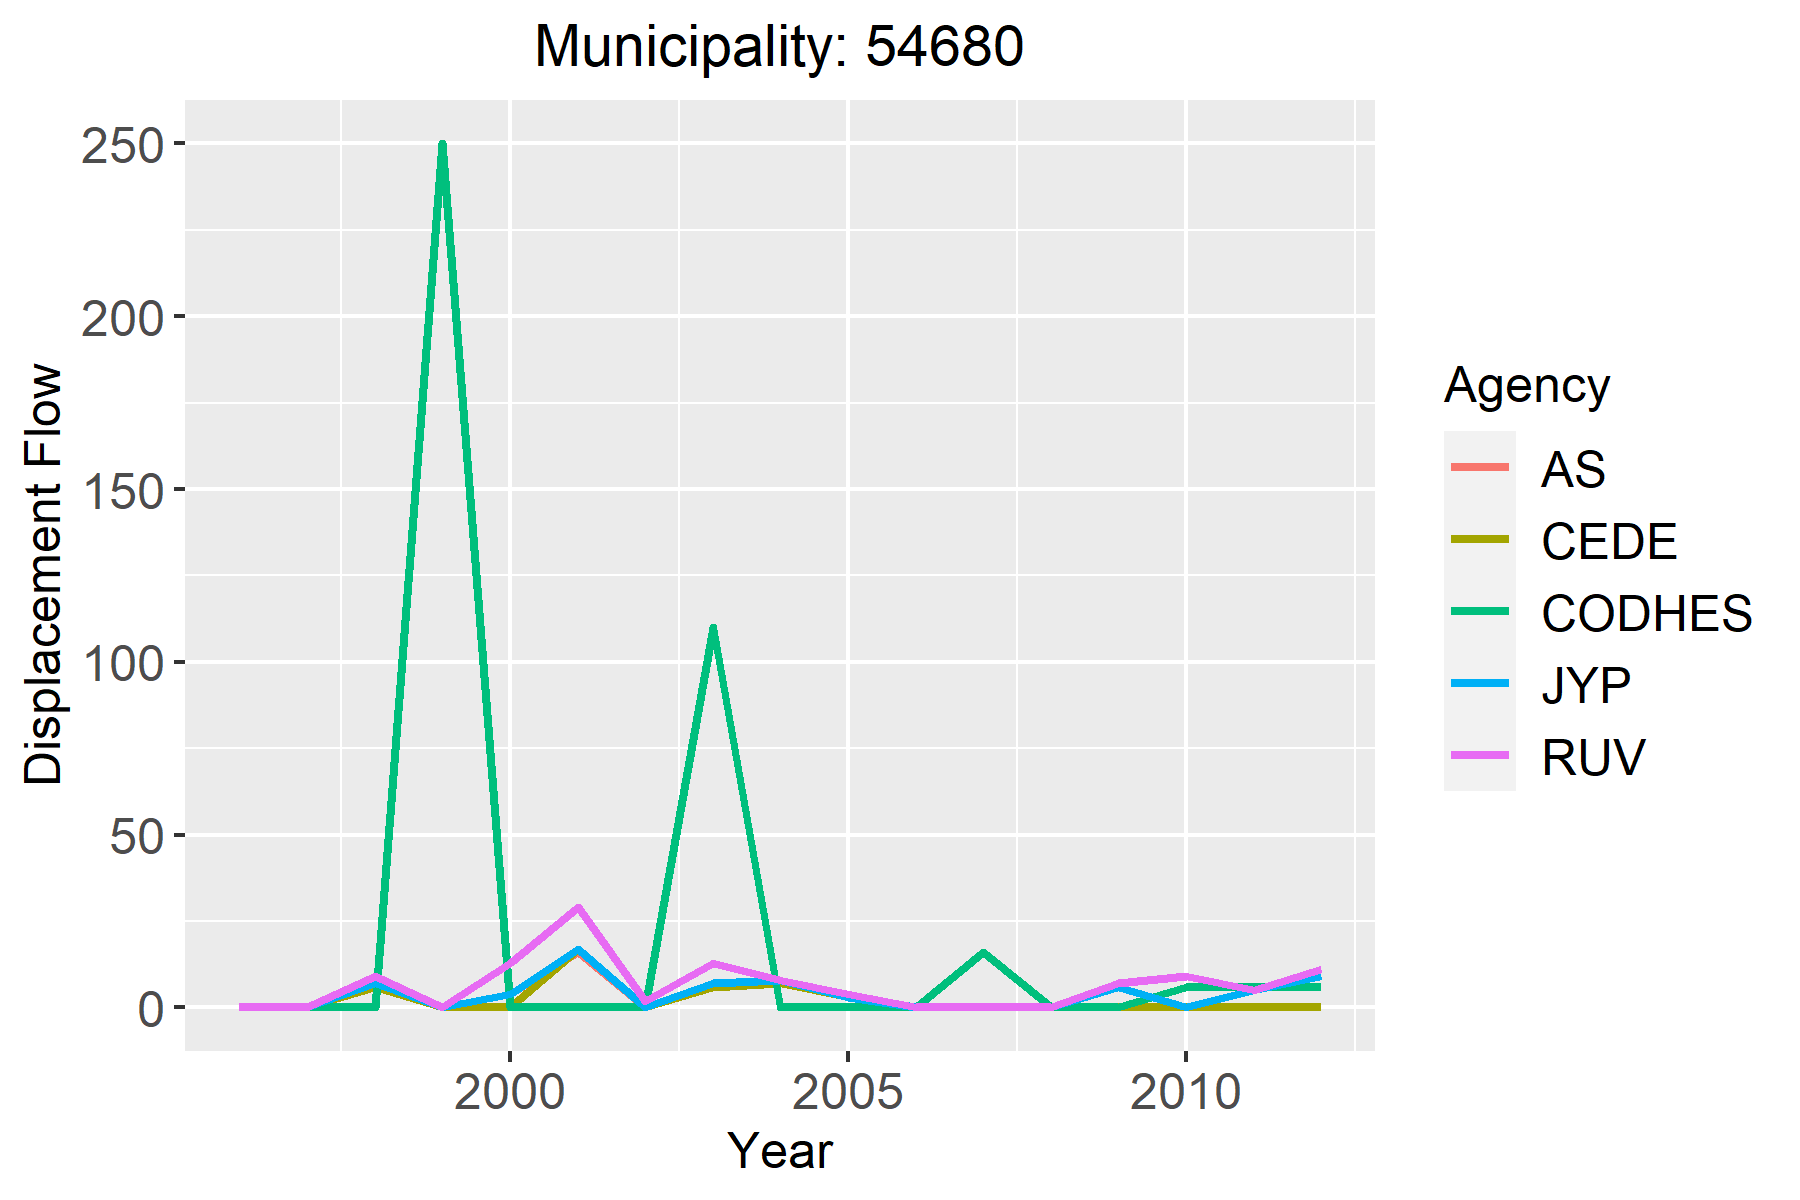 Municipality: 54680
250
200
150
100
50
0
Displacement Flow
2000
2005
2010
Year
Agency
AS
CEDE
CODHES
JYP
RUV